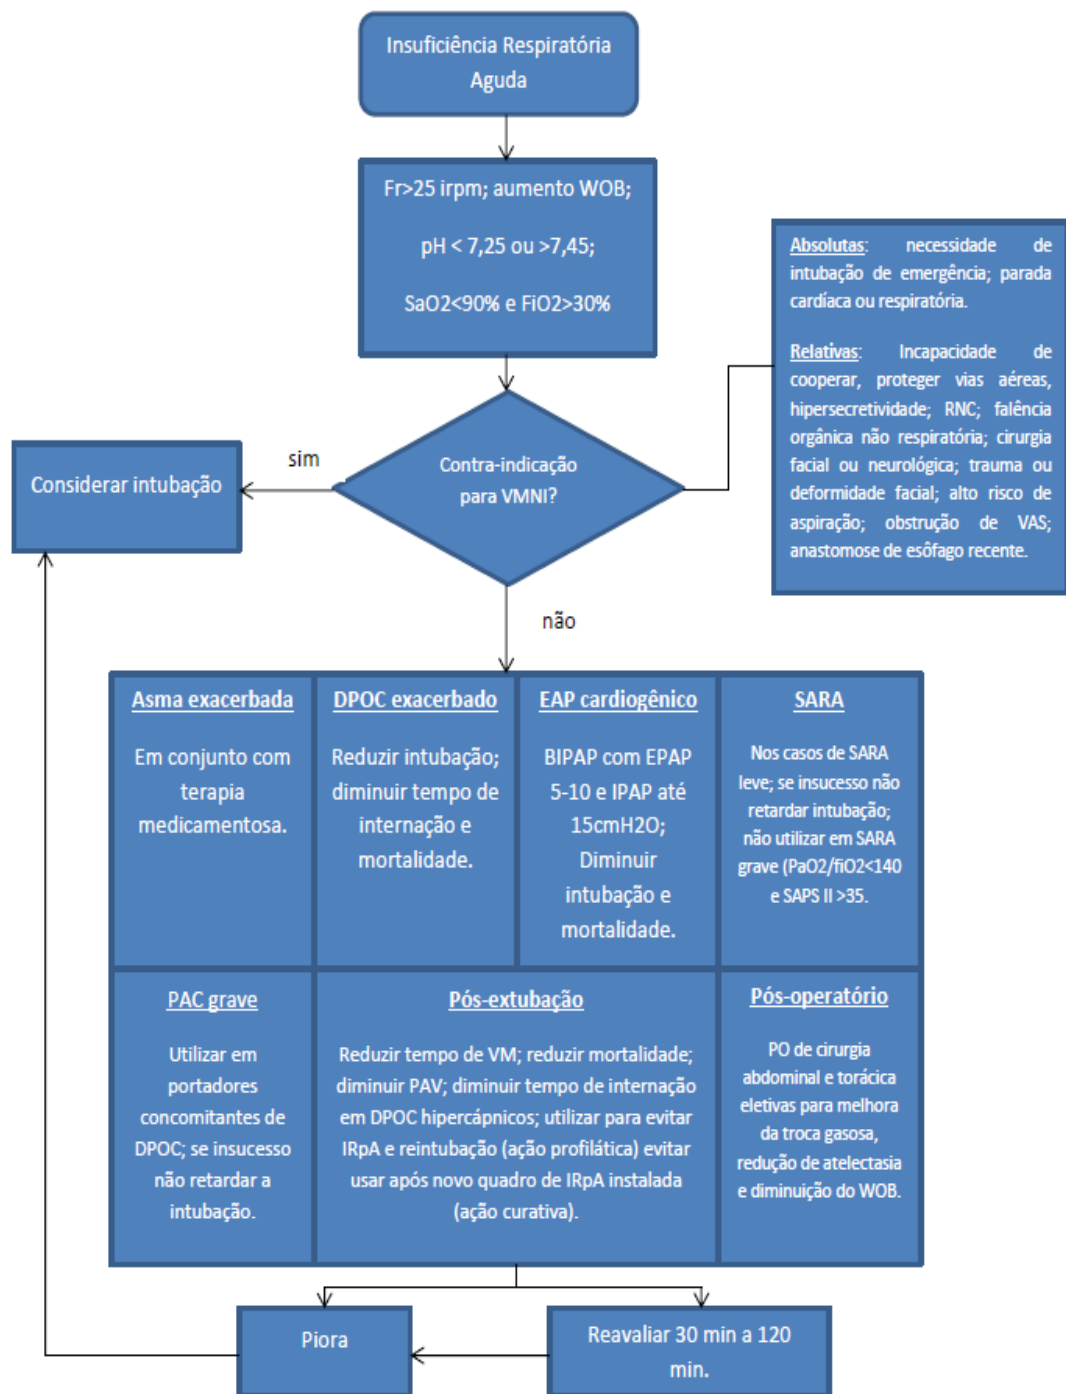 Insuficiência Respiratória
Aguda
Fr>25 irpm; aumento WOB;
pH < 7,25 ou >7,45;
SaO2<90% e FiO2>30%
Absolutas: necessidade de
intubação de emergência; parada
cardíaca ou respiratória.
Relativas: Incapacidade de
cooperar, proteger vias aéreas,
hipersecretividade; RNC; falência
orgânica não respiratória; cirurgia
facial ou neurológica; trauma ou
deformidade facial; alto risco de
aspiração; obstrução de VAS;
anastomose de esôfago recente.
Contra-indicação
para VMNI?
sim
Considerar intubação
não
Asma exacerbada
Em conjunto com
terapia
medicamentosa.
DPOC exacerbado
Reduzir intubação;
diminuir tempo de
internação e
mortalidade.
EAP cardiogênico
BIPAP com EPAP
5-10 e IPAP até
15cmH2O;
Diminuir
intubação e
mortalidade.
SARA
Nos casos de SARA
leve; se insucesso não
retardar intubação;
não utilizar em SARA
grave (PaO2/fiO2<140
e SAPS II >35.
PAC grave
Utilizar em
portadores
concomitantes de
DPOC; se insucesso
não retardar a
intubação.
Pós-extubação
Reduzir tempo de VM; reduzir mortalidade;
diminuir PAV; diminuir tempo de internação
em DPOC hipercápnicos; utilizar para evitar
IRpA e reintubação (ação profilática) evitar
usar após novo quadro de IRpA instalada
(ação curativa).
Pós-operatório
PO de cirurgia
abdominal e torácica
eletivas para melhora
da troca gasosa,
redução de atelectasia
e diminuição do WOB.
Piora
Reavaliar 30 min a 120
min.